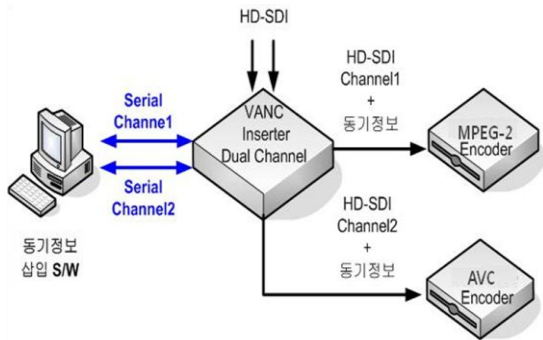 HD-SDI
Serial
Channe1
VANC
Inserter
Dual Channel
HD-SDI
Channel1
+
동기정보
MPEG-2
Encoder
Serial
Channel2
동기정보
삽입 S/W
HD-SDI
Channel2
+
동기정보
AVC
Encoder